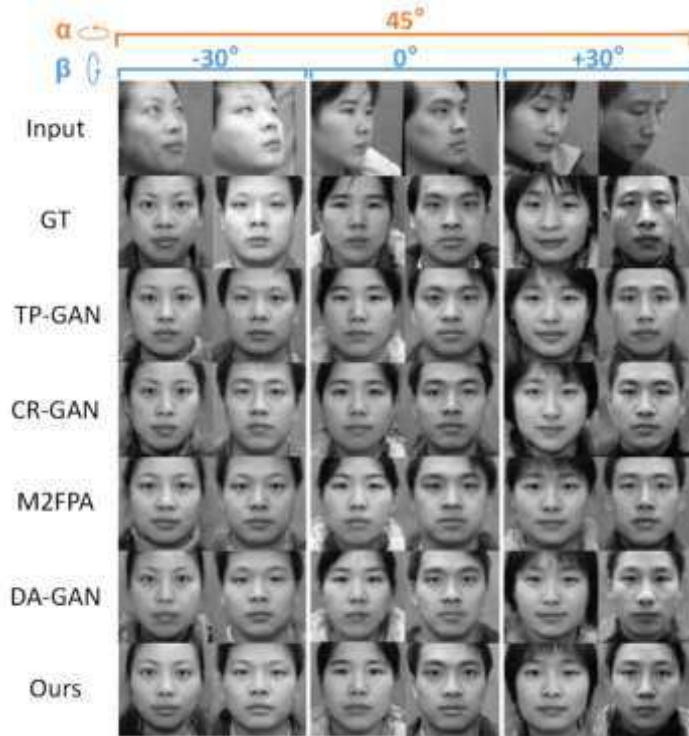 α 45°
β -30° 0° +30°
Input
GT
TP-GAN
CR-GAN
M2FPA
DA-GAN
Ours